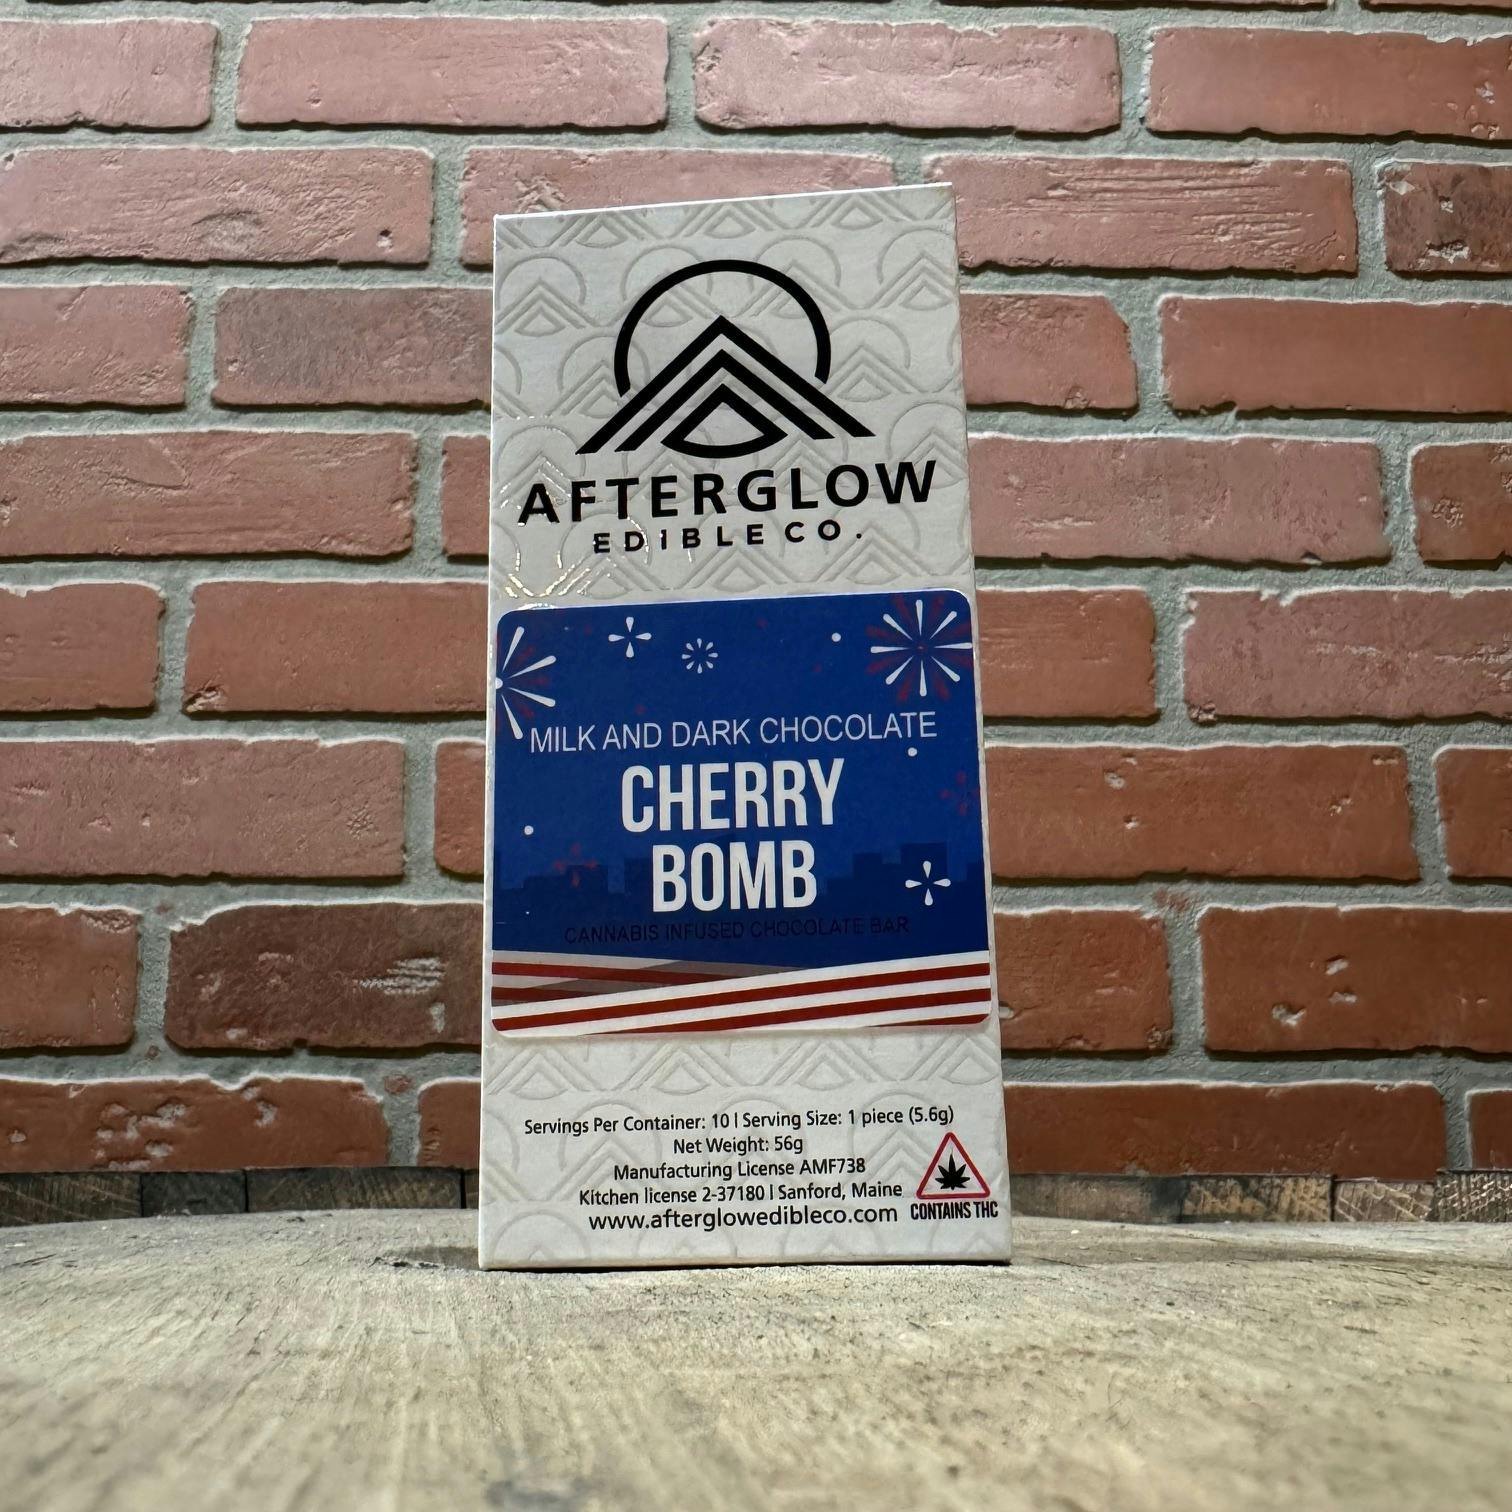 AFTERGLOW
EDIBLE CO.
MILK AND DARK CHOCOLATE
CHERRY
BOMB
CANNABIS INFUSED CHOCOLATE BAR
Servings Per Container: 10 | Serving Size: 1 piece (5.6g)
Net Weight: 56g
Manufacturing License AMF738
Kitchen license 2-37180 | Sanford, Maine
www.afterglowedibleco.com
CONTAINS THC